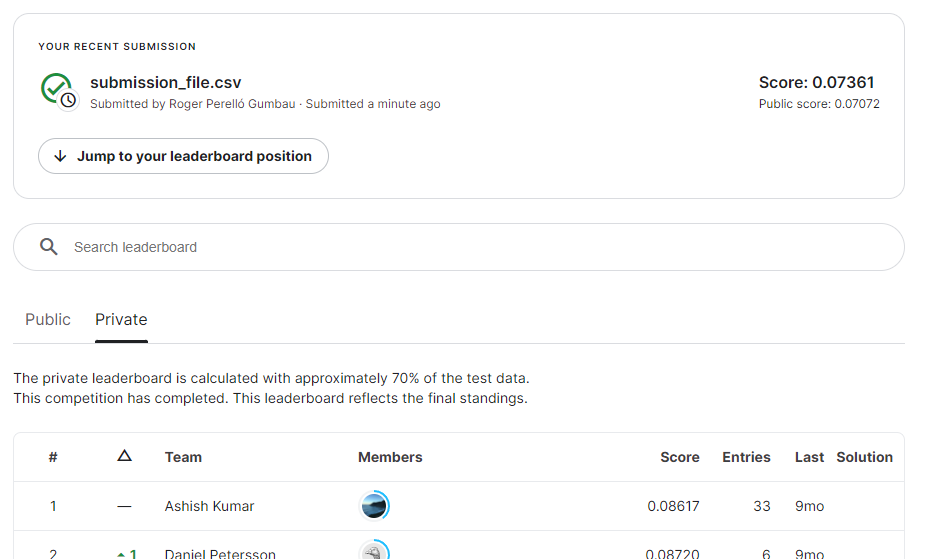 YOUR RECENT SUBMISSION
submission_file.csv
Score: 0.07361
Submitted by Roger Perelló Gumbau · Submitted a minute ago
Public score: 0.07072
Jump to your leaderboard position
Search leaderboard
Public Private
The private leaderboard is calculated with approximately 70% of the test data.
This competition has completed. This leaderboard reflects the final standings.
# Team Members Score Entries Last Solution
1 — Ashish Kumar 0.08617 33 9mo
2 1 Daniel Petersson 0.08720 6 9mo